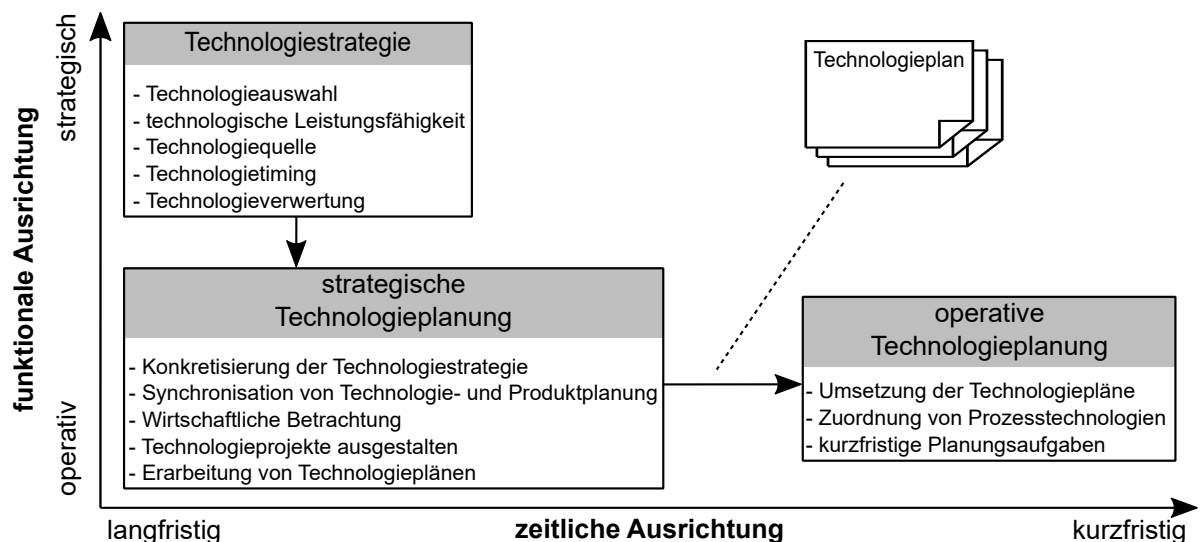 funktionale Ausrichtung
strategisch
operativ
Technologiestrategie
- Technologieauswahl
- technologische Leistungsfähigkeit
- Technologiequelle
- Technologietiming
- Technologieverwertung
Technologieplan
strategische
Technologieplanung
- Konkretisierung der Technologiestrategie
- Synchronisation von Technologie- und Produktplanung
- Wirtschaftliche Betrachtung
- Technologieprojekte ausgestalten
- Erarbeitung von Technologieplänen
operative
Technologieplanung
- Umsetzung der Technologiepläne
- Zuordnung von Prozesstechnologien
- kurzfristige Planungsaufgaben
langfristig
zeitliche Ausrichtung
kurzfristig